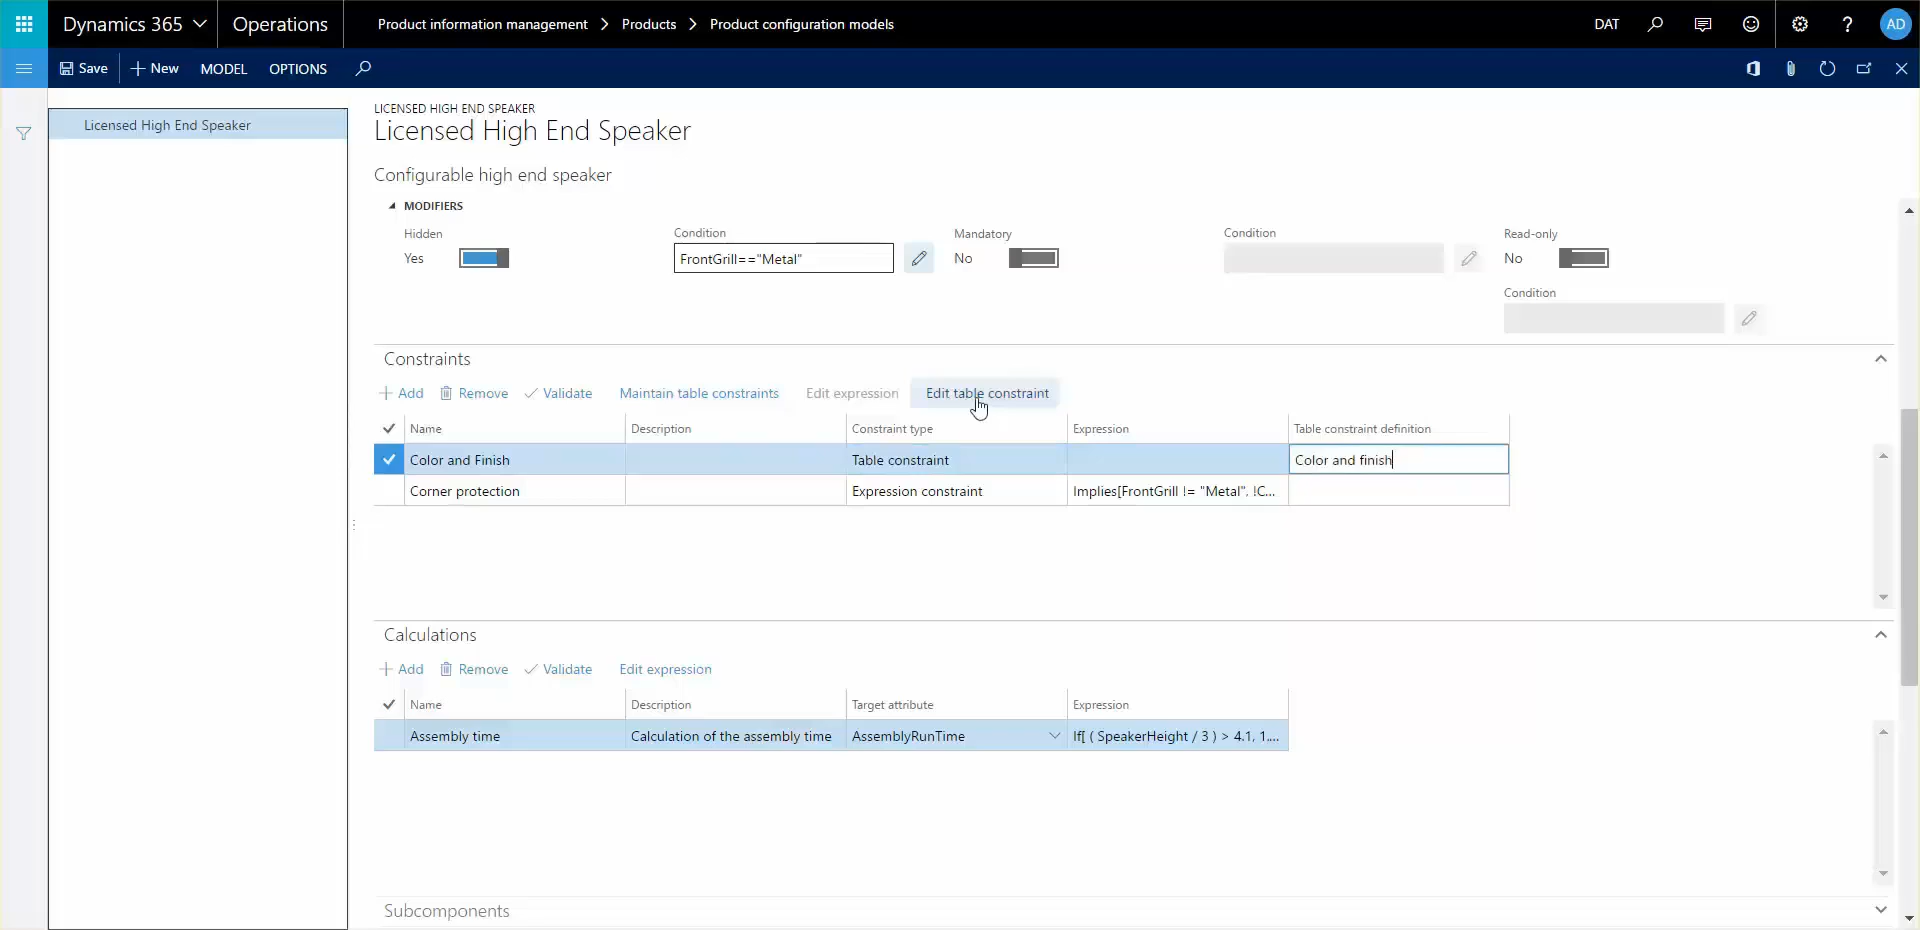 Dynamics 365 Operations Product information management Products Product configuration models DAT ? AD
Save New MODEL OPTIONS
Licensed High End Speaker
LICENSED HIGH END SPEAKER
Licensed High End Speaker
Configurable high end speaker
MODIFIERS
Hidden Condition Mandatory Condition Read-only
Yes FrontGrill=="Metal" No No
Condition
Constraints
Add Remove Validate Maintain table constraints Edit expression Edit table constraint
Name Description Constraint type Expression Table constraint definition
Color and Finish Table constraint Color and finish
Corner protection Expression constraint Implies[FrontGrill != "Metal", !C...
Calculations
Add Remove Validate Edit expression
Name Description Target attribute Expression
Assembly time Calculation of the assembly time AssemblyRunTime If[ ( SpeakerHeight / 3 ) > 4.1, 1....
Subcomponents